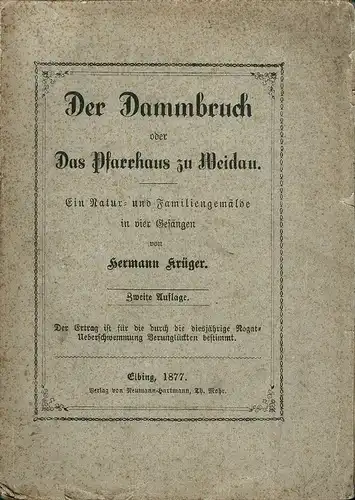 Der Dammbruch
oder
Das Pfarrhaus zu Weidau.
Ein Natur- und Familiengemälde
in vier Gesängen
von
Hermann Krüger.
Zweite Auflage.
Der Ertrag ist für die durch die diesjährige Nogat-
Ueberschwemmung Verunglückten bestimmt.
Elbing, 1877.
Verlag von Neumann-Hartmann, Th. Mohr.